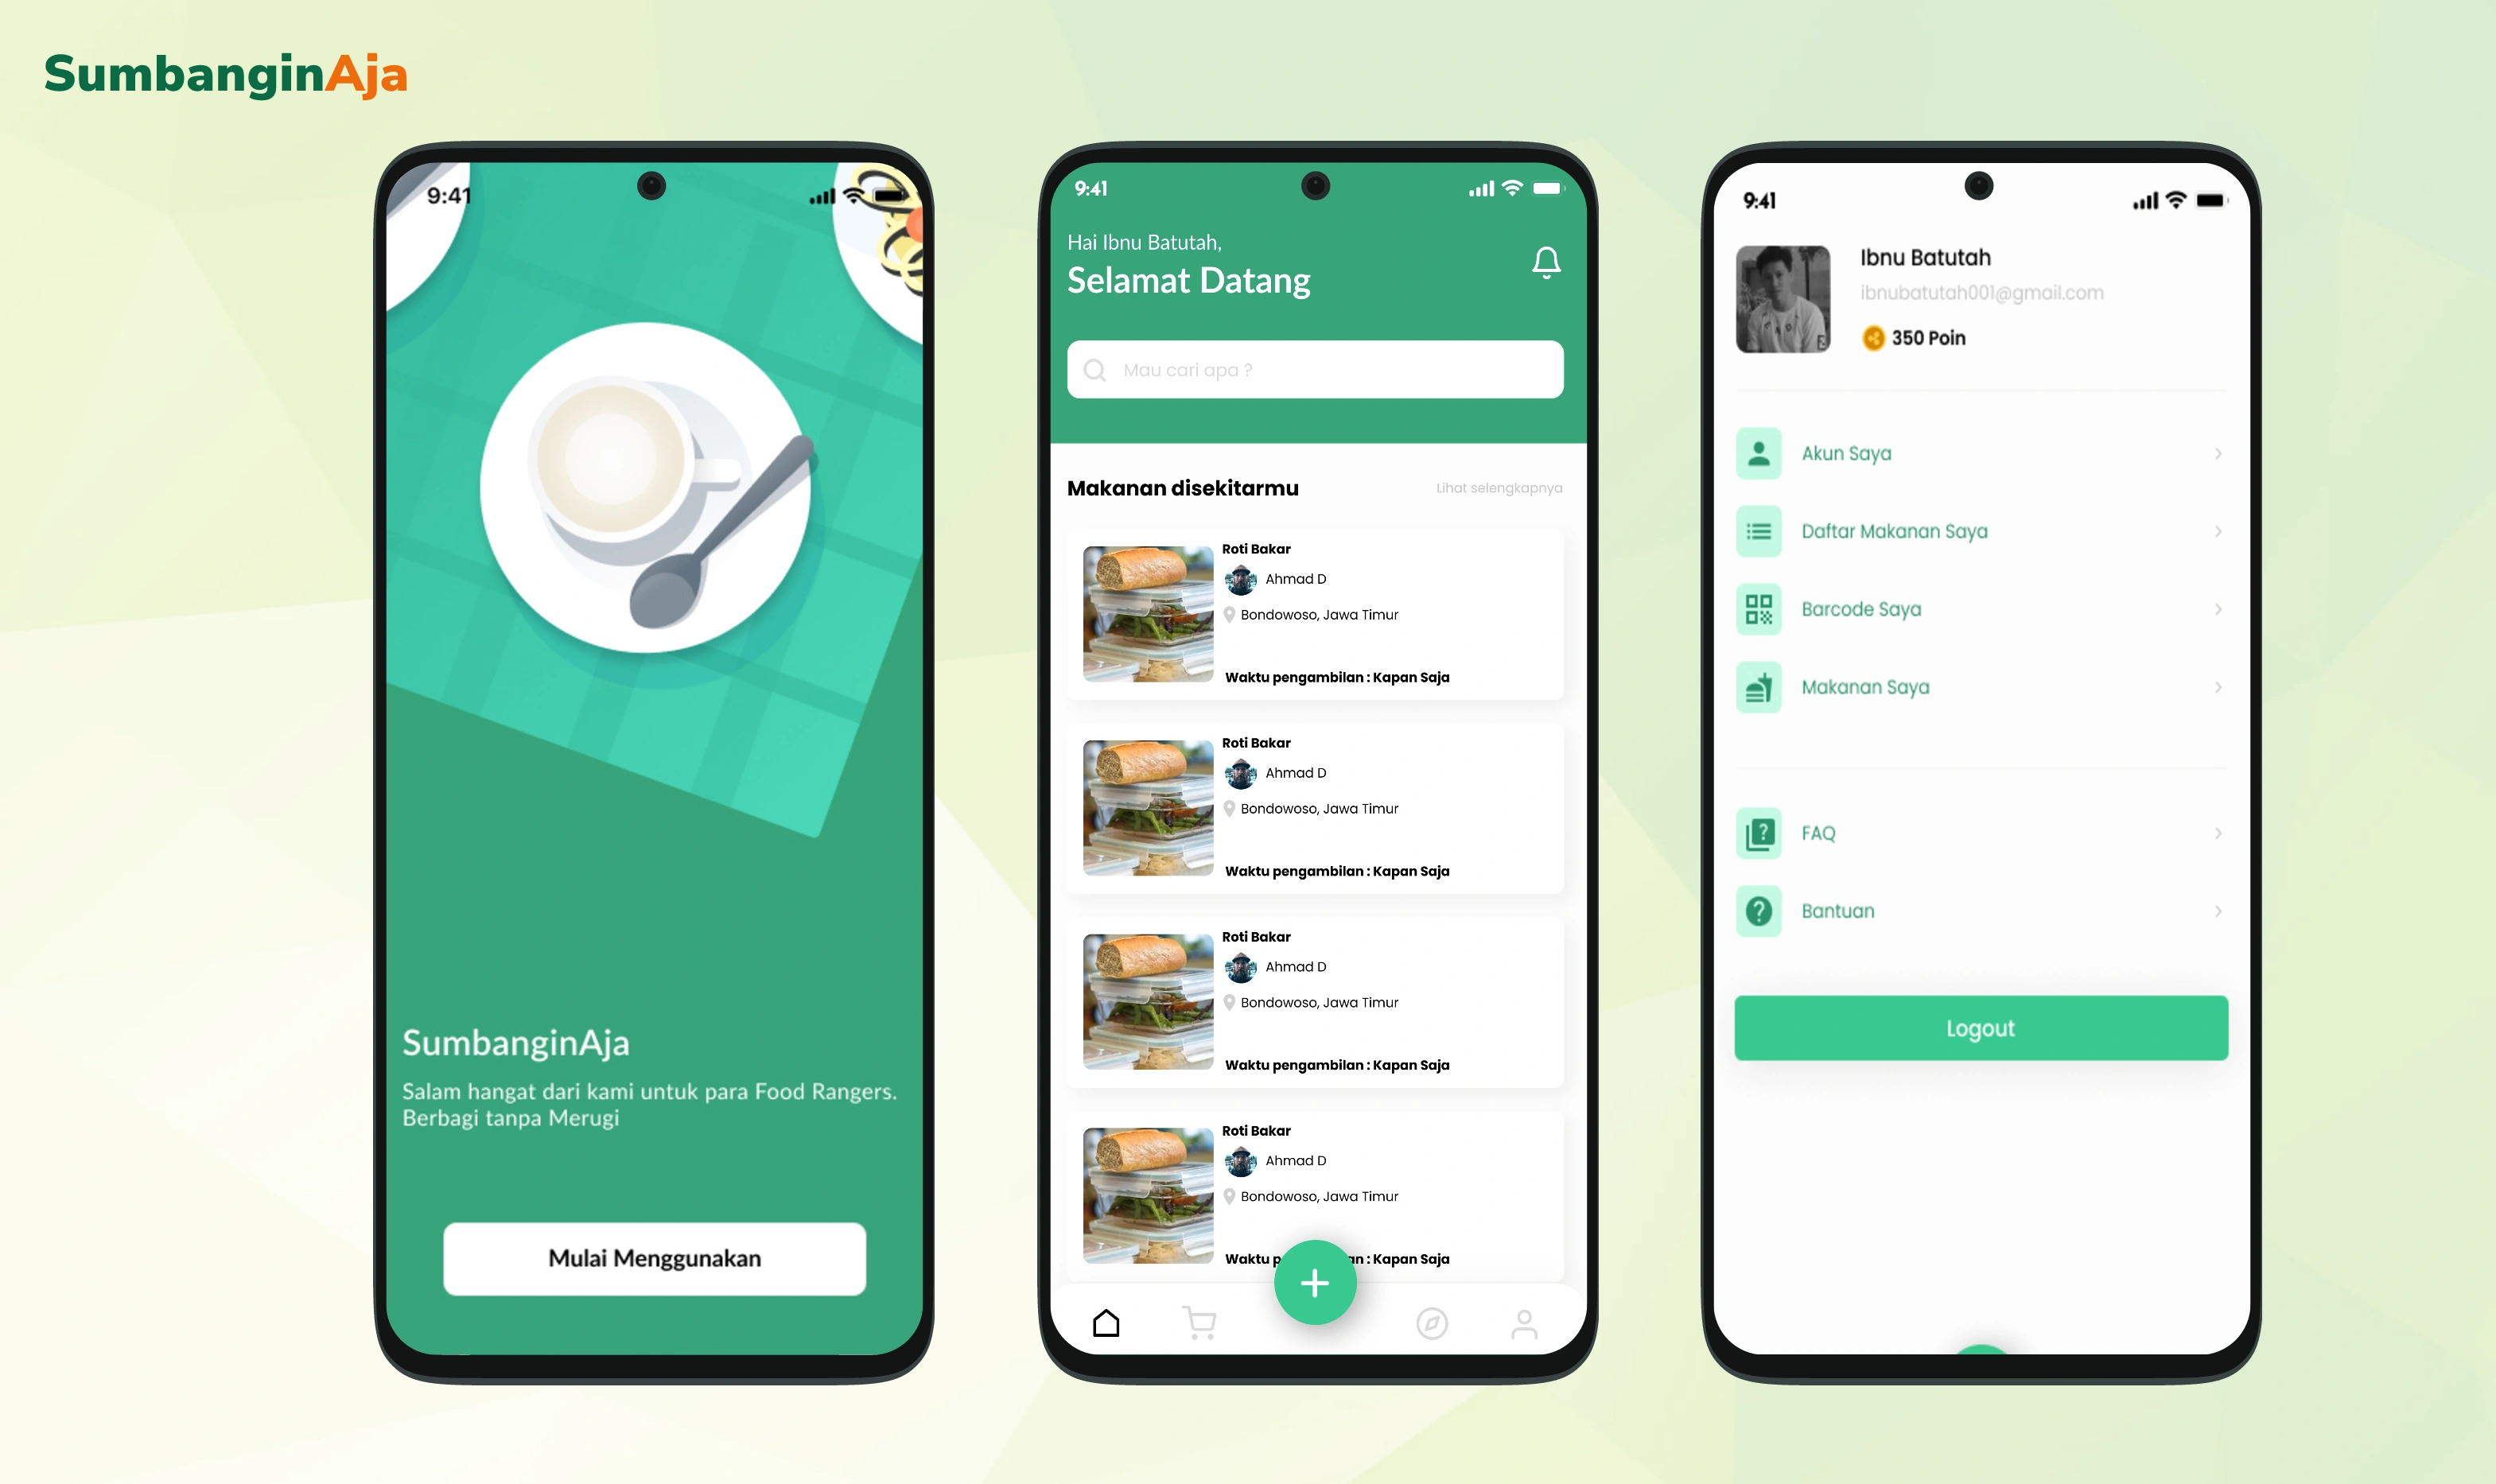 SumbanginAja
9:41
SumbanginAja
Salam hangat dari kami untuk para Food Rangers.
Berbagi tanpa Merugi
Mulai Menggunakan
9:41
Hai Ibnu Batutah,
Selamat Datang
Mau cari apa ?
Makanan disekitarmu
Lihat selengkapnya
Roti Bakar
Ahmad D
Bondowoso, Jawa Timur
Waktu pengambilan : Kapan Saja
Roti Bakar
Ahmad D
Bondowoso, Jawa Timur
Waktu pengambilan : Kapan Saja
Roti Bakar
Ahmad D
Bondowoso, Jawa Timur
Waktu pengambilan : Kapan Saja
Roti Bakar
Ahmad D
Bondowoso, Jawa Timur
Waktu p an : Kapan Saja
9:41
Ibnu Batutah
ibnubatutah001@gmail.com
350 Poin
Akun Saya
Daftar Makanan Saya
Barcode Saya
Makanan Saya
FAQ
Bantuan
Logout